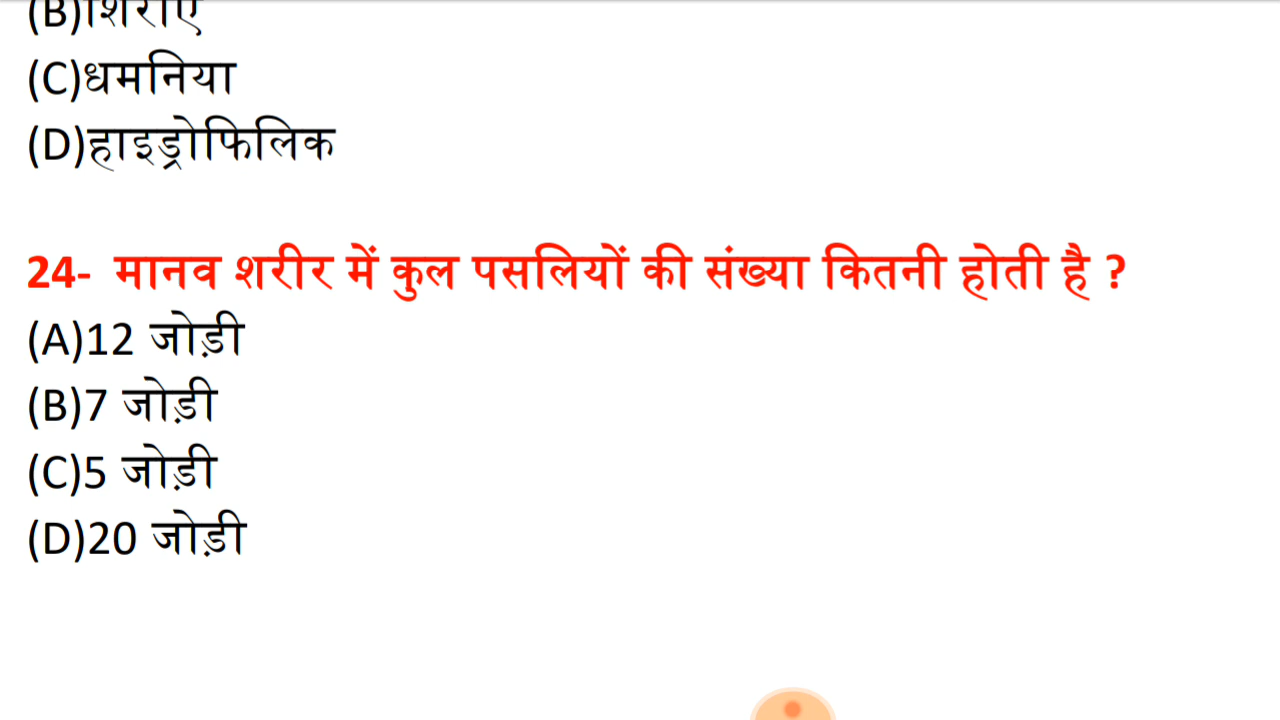 (B)शिराए
(C)धमनिया
(D)हाइड्रोफिलिक
24- मानव शरीर में कुल पसलियों की संख्या कितनी होती है ?
(A)12 जोड़ी
(B)7 जोड़ी
(C)5 जोड़ी
(D)20 जोड़ी